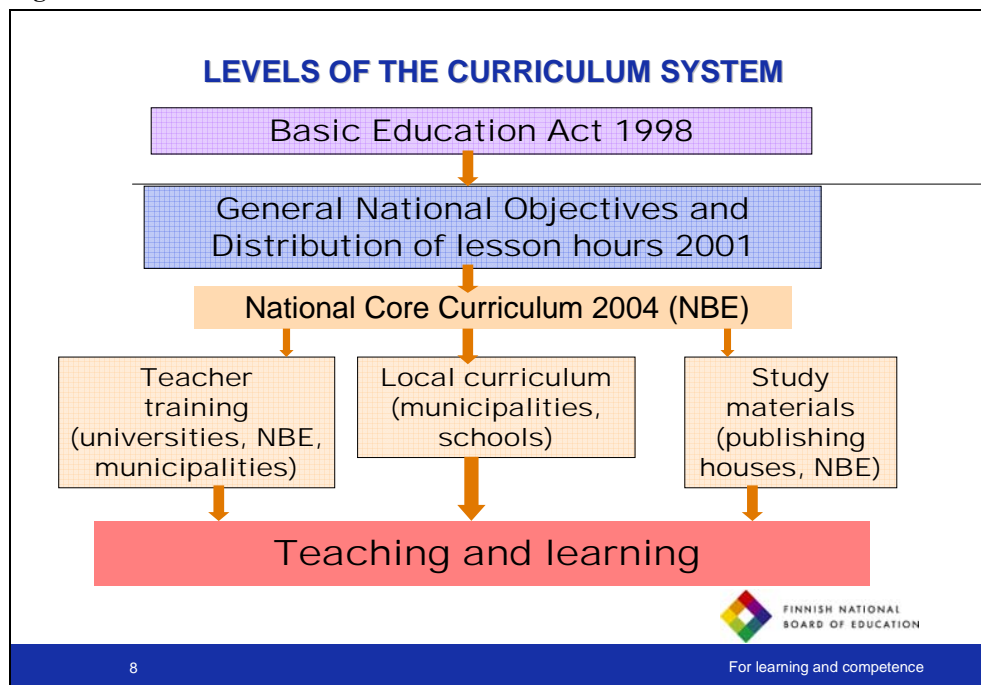 LEVELS OF THE CURRICULUM SYSTEM
Basic Education Act 1998
General National Objectives and
Distribution of lesson hours 2001
National Core Curriculum 2004 (NBE)
Teacher
training
(universities, NBE,
municipalities)
Local curriculum
(municipalities,
schools)
Study
materials
(publishing
houses, NBE)
Teaching and learning
FINNISH NATIONAL
BOARD OF EDUCATION
8
For learning and competence